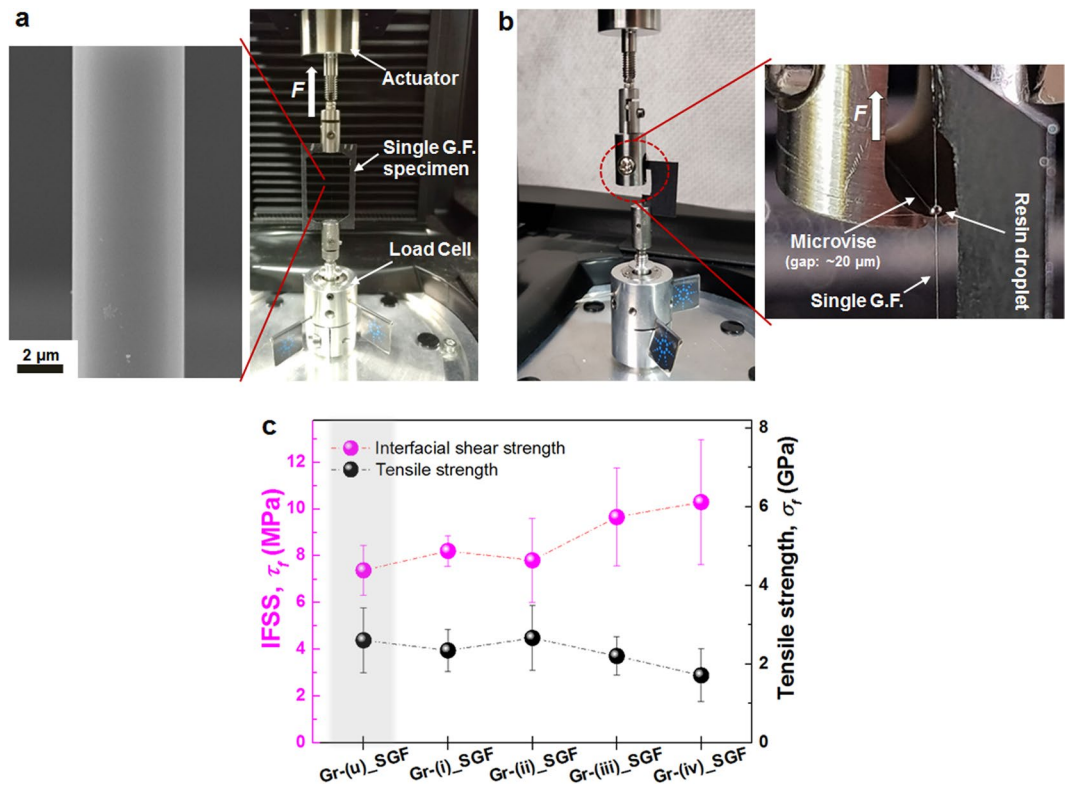 a
2 µm
F
Actuator
Single G.F.
specimen
Load Cell
b
F
Microvise
(gap: ~20 µm)
Single G.F.
Resin droplet
c
Interfacial shear strength
Tensile strength
IFSS, τf (MPa)
12
10
8
6
4
2
0
Tensile strength, σf (GPa)
8
6
4
2
0
Gr-(u)_SGF
Gr-(i)_SGF
Gr-(ii)_SGF
Gr-(iii)_SGF
Gr-(iv)_SGF